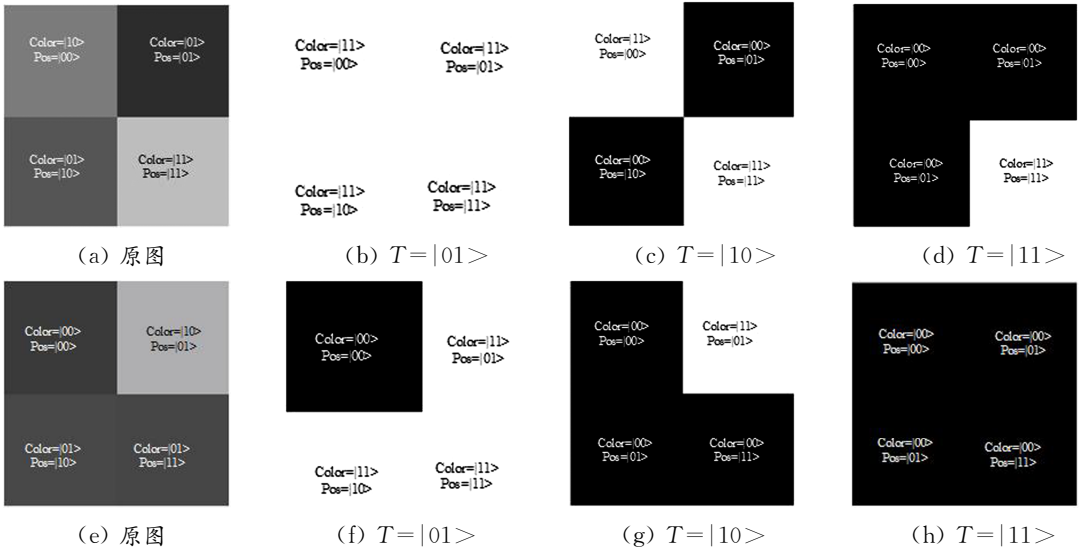 Color=|10>
Pos=|00>
Color=|01>
Pos=|01>
Color=|01>
Pos=|10>
Color=|11>
Pos=|11>
(a) 原图
Color=|11>
Pos=|00>
Color=|11>
Pos=|01>
Color=|11>
Pos=|10>
Color=|11>
Pos=|11>
(b) T=|01>
Color=|11>
Pos=|00>
Color=|00>
Pos=|01>
Color=|00>
Pos=|10>
Color=|11>
Pos=|11>
(c) T=|10>
Color=|00>
Pos=|00>
Color=|00>
Pos=|01>
Color=|00>
Pos=|01>
Color=|11>
Pos=|11>
(d) T=|11>
Color=|00>
Pos=|00>
Color=|10>
Pos=|01>
Color=|01>
Pos=|10>
Color=|01>
Pos=|11>
(e) 原图
Color=|00>
Pos=|00>
Color=|11>
Pos=|01>
Color=|11>
Pos=|10>
Color=|11>
Pos=|11>
(f) T=|01>
Color=|00>
Pos=|00>
Color=|11>
Pos=|01>
Color=|00>
Pos=|01>
Color=|00>
Pos=|11>
(g) T=|10>
Color=|00>
Pos=|00>
Color=|00>
Pos=|01>
Color=|00>
Pos=|01>
Color=|00>
Pos=|11>
(h) T=|11>